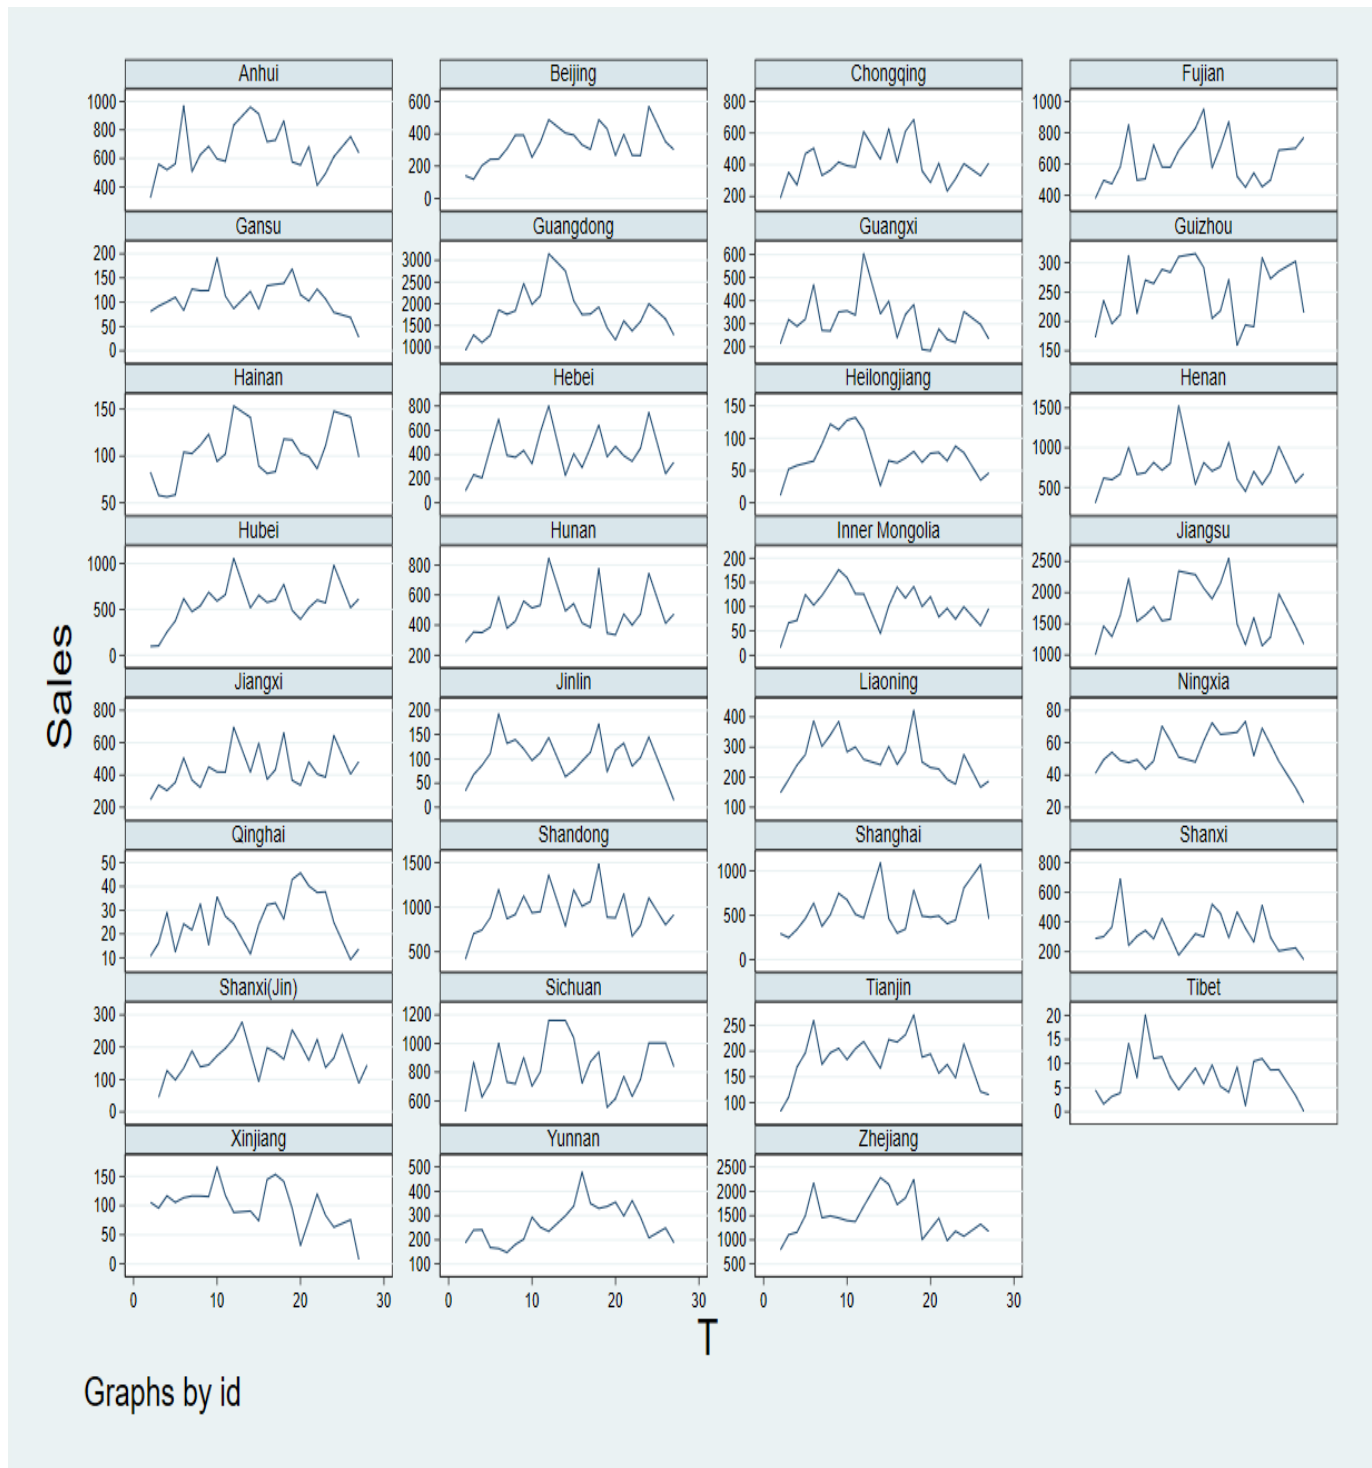 Anhui Beijing Chongqing Fujian
1000 800 600 400
600 400 200 0
800 600 400 200
1000 800 600 400
Gansu Guangdong Guangxi Guizhou
200 150 100 50 0
3000 2500 2000 1500 1000
600 500 400 300 200
300 250 200 150
Hainan Hebei Heilongjiang Henan
150 100 50
800 600 400 200 0
150 100 50 0
1500 1000 500
Hubei Hunan Inner Mongolia Jiangsu
1000 500 0
800 600 400 200
200 150 100 50 0
2500 2000 1500 1000
Jiangxi Jinlin Liaoning Ningxia
800 600 400 200
200 150 100 50 0
400 300 200 100
80 60 40 20
Qinghai Shandong Shanghai Shanxi
50 40 30 20 10
1500 1000 500
1000 500 0
800 600 400 200
Shanxi(Jin) Sichuan Tianjin Tibet
300 200 100 0
1200 1000 800 600
250 200 150 100
20 15 10 5 0
Xinjiang Yunnan Zhejiang
150 100 50 0
500 400 300 200 100
2500 2000 1500 1000 500
0 10 20 30 0 10 20 30 0 10 20 30
Sales
T
Graphs by id